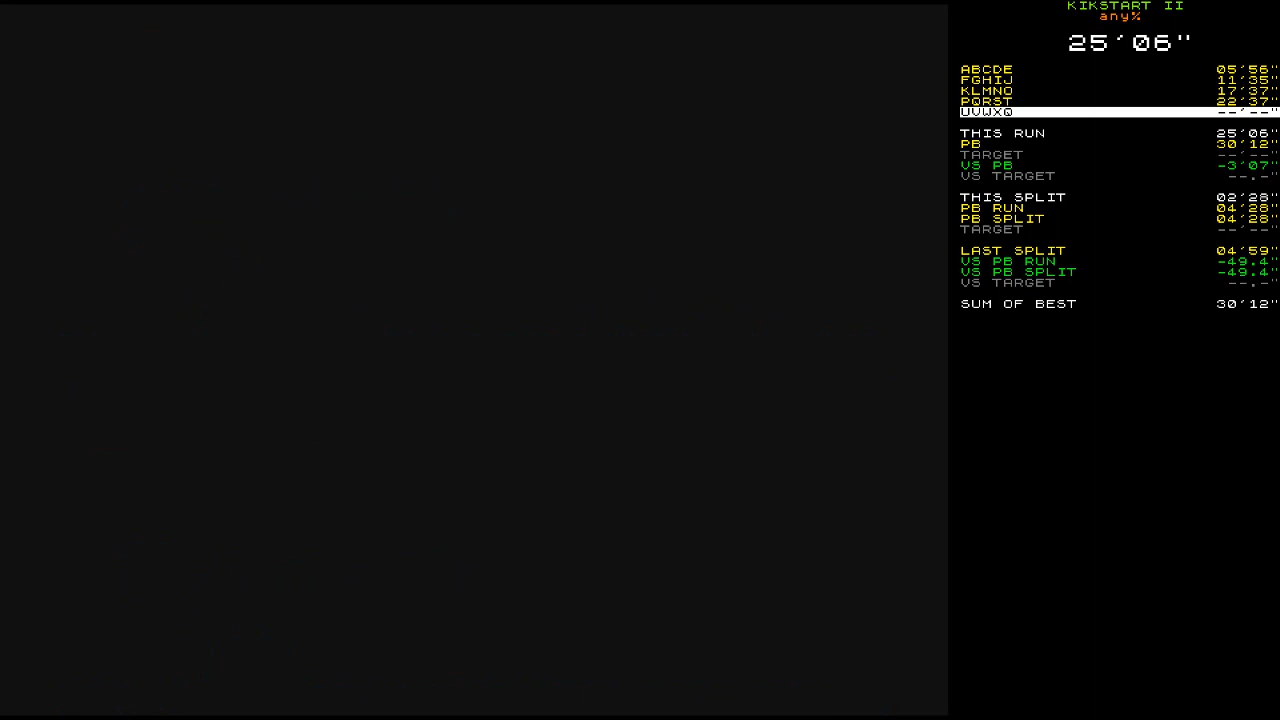 KIKSTART II
any%
25'06"
ABCDE 05'56"
FGHIJ 11'35"
KLMNO 17'37"
PQRST 22'37"
UVWXQ --'--"
THIS RUN 25'06"
PB 30'12"
TARGET --'--"
VS PB -3'07"
VS TARGET --.-"
THIS SPLIT 02'28"
PB RUN 04'28"
PB SPLIT 04'28"
TARGET --'--"
LAST SPLIT 04'59"
VS PB RUN -49.4"
VS PB SPLIT -49.4"
VS TARGET --.-"
SUM OF BEST 30'12"